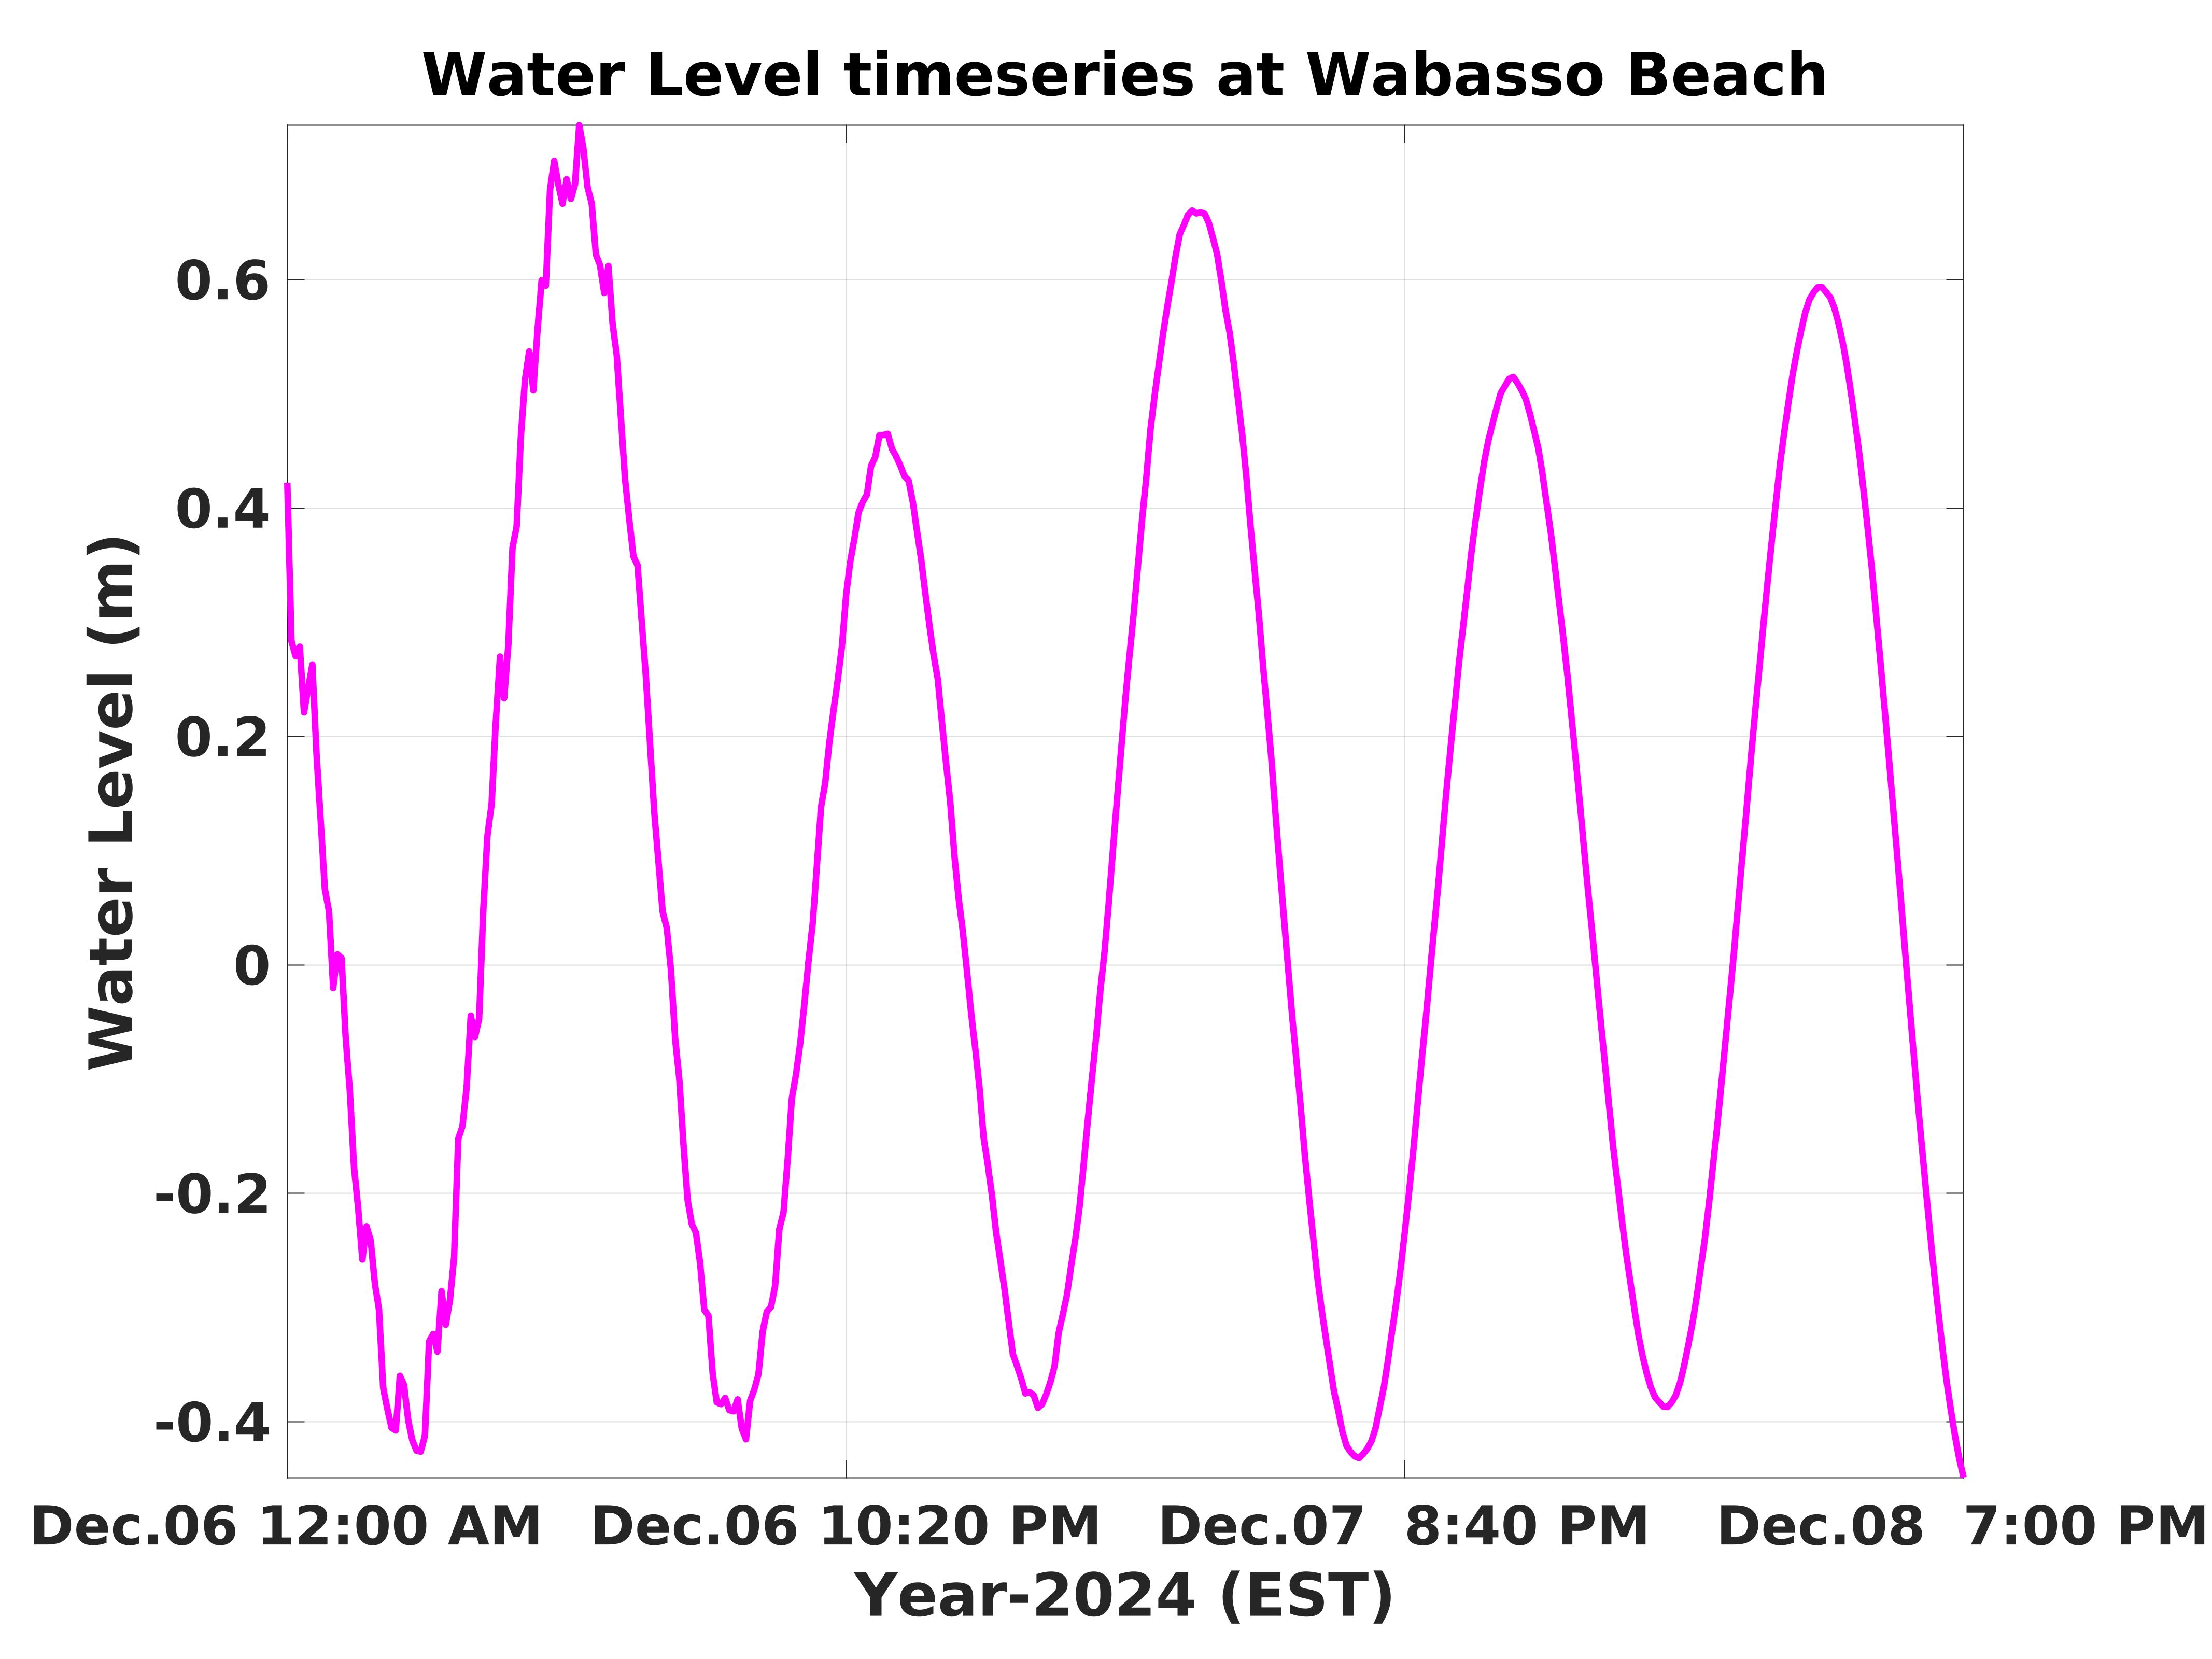 Water Level timeseries at Wabasso Beach
Water Level (m)
0.6
0.4
0.2
0
-0.2
-0.4
Dec.06 12:00 AM Dec.06 10:20 PM Dec.07 8:40 PM Dec.08 7:00 PM
Year-2024 (EST)